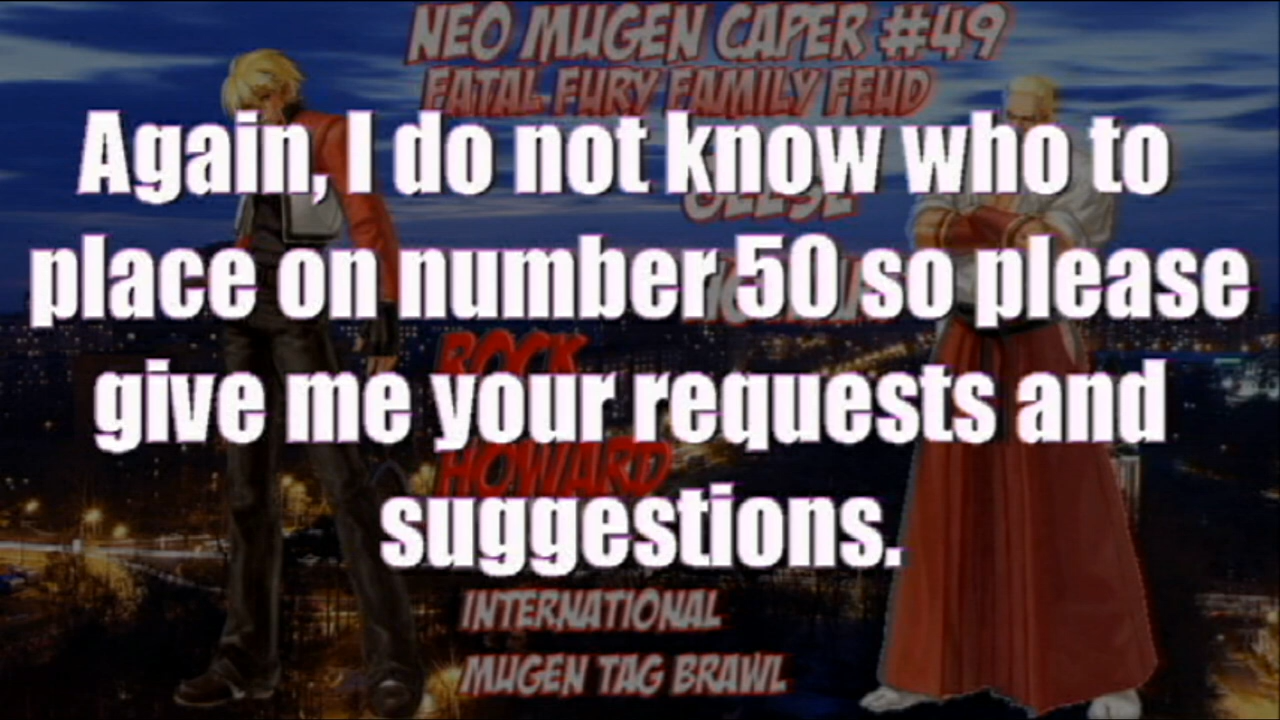 NEO MUGEN CAPER #49
FATAL FURY FAMILY FEUD
Again, I do not know who to
GEESE
place on number 50 so please
ROCK
give me your requests and
HOWARD
suggestions.
INTERNATIONAL
MUGEN TAG BRAWL